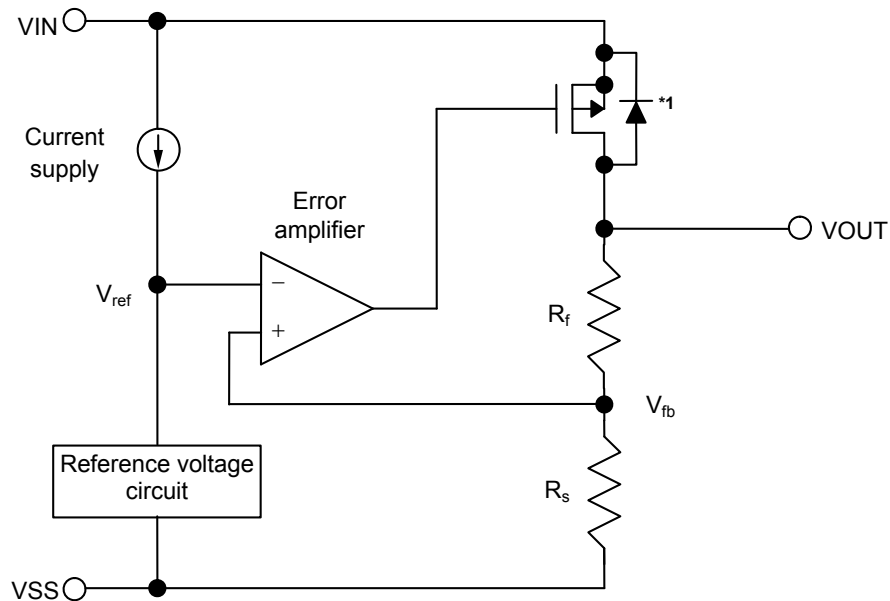 VIN
*1
Current
supply
Error
amplifier
VOUT
Vref
−
+
Rf
Vfb
Reference voltage
circuit
Rs
VSS